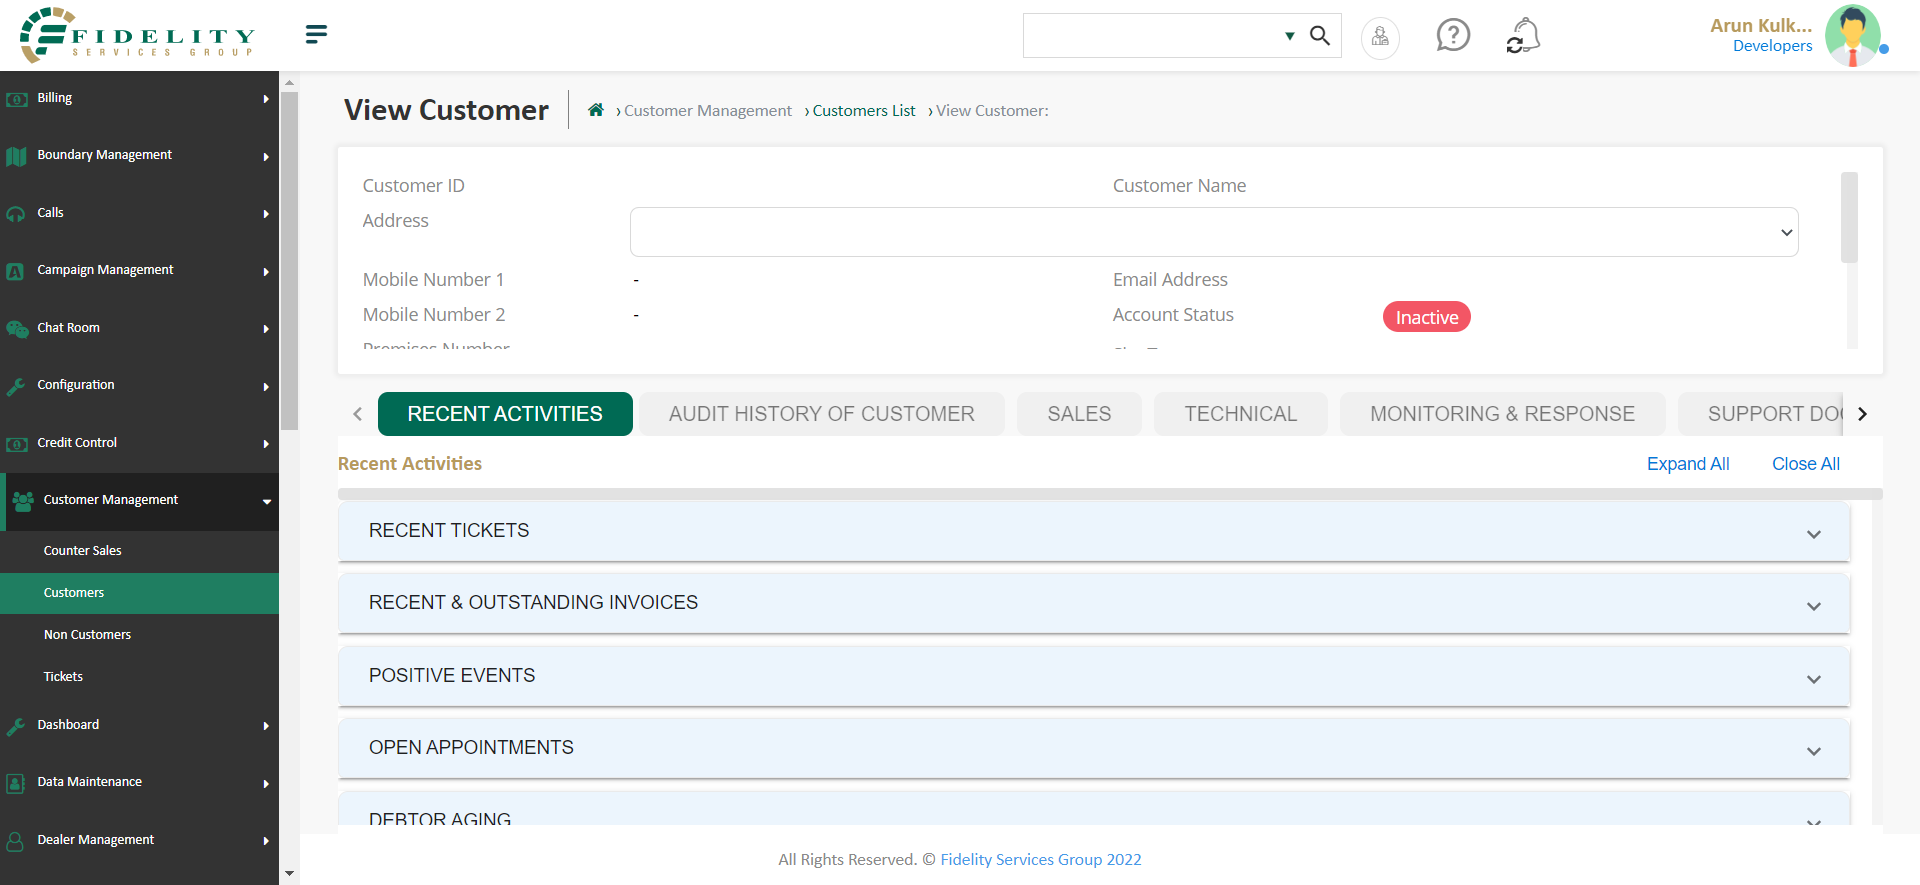 FIDELITY
SERVICES GROUP
Arun Kulk...
Developers
Billing
Boundary Management
Calls
Campaign Management
Chat Room
Configuration
Credit Control
Customer Management
Counter Sales
Customers
Non Customers
Tickets
Dashboard
Data Maintenance
Dealer Management
View Customer
› Customer Management › Customers List › View Customer:
Customer ID
Customer Name
Address
Mobile Number 1 -
Email Address
Mobile Number 2 -
Account Status Inactive
Premises Number
RECENT ACTIVITIES
AUDIT HISTORY OF CUSTOMER
SALES
TECHNICAL
MONITORING & RESPONSE
SUPPORT DOC
Recent Activities
Expand All
Close All
RECENT TICKETS
RECENT & OUTSTANDING INVOICES
POSITIVE EVENTS
OPEN APPOINTMENTS
DEBTOR AGING
All Rights Reserved. © Fidelity Services Group 2022